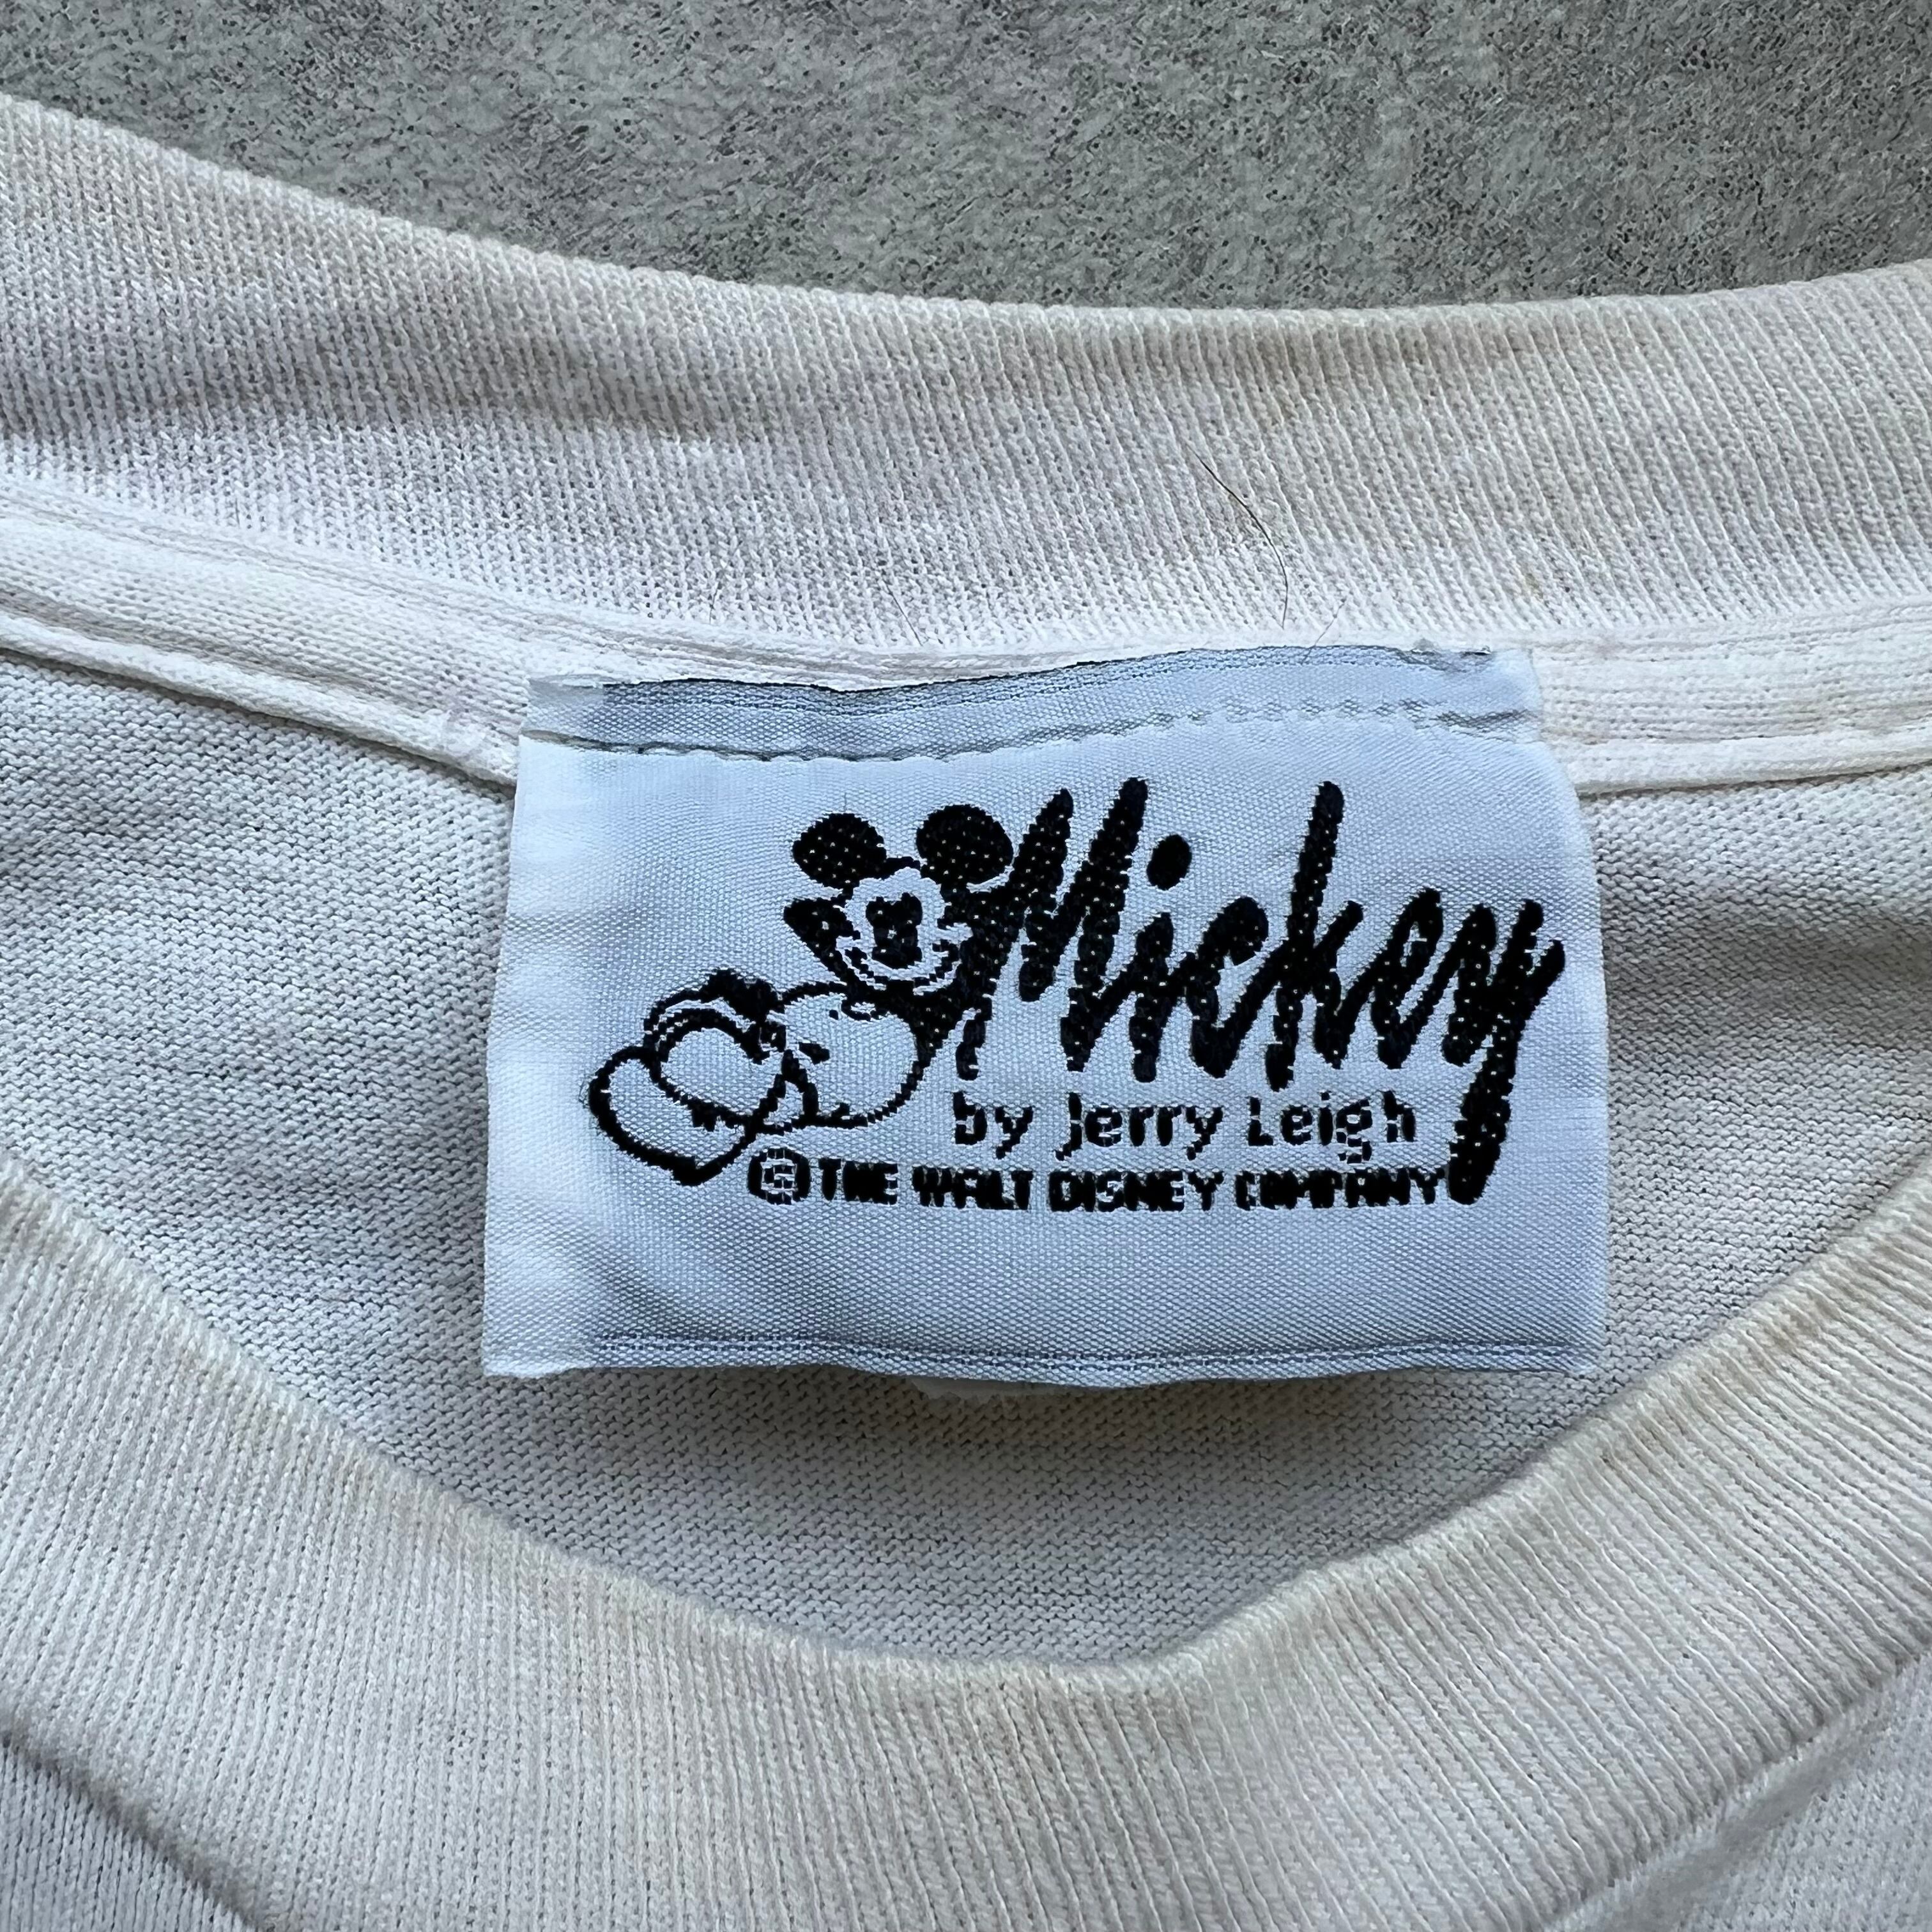 Mickey
by Jerry Leigh
© THE WALT DISNEY COMPANY